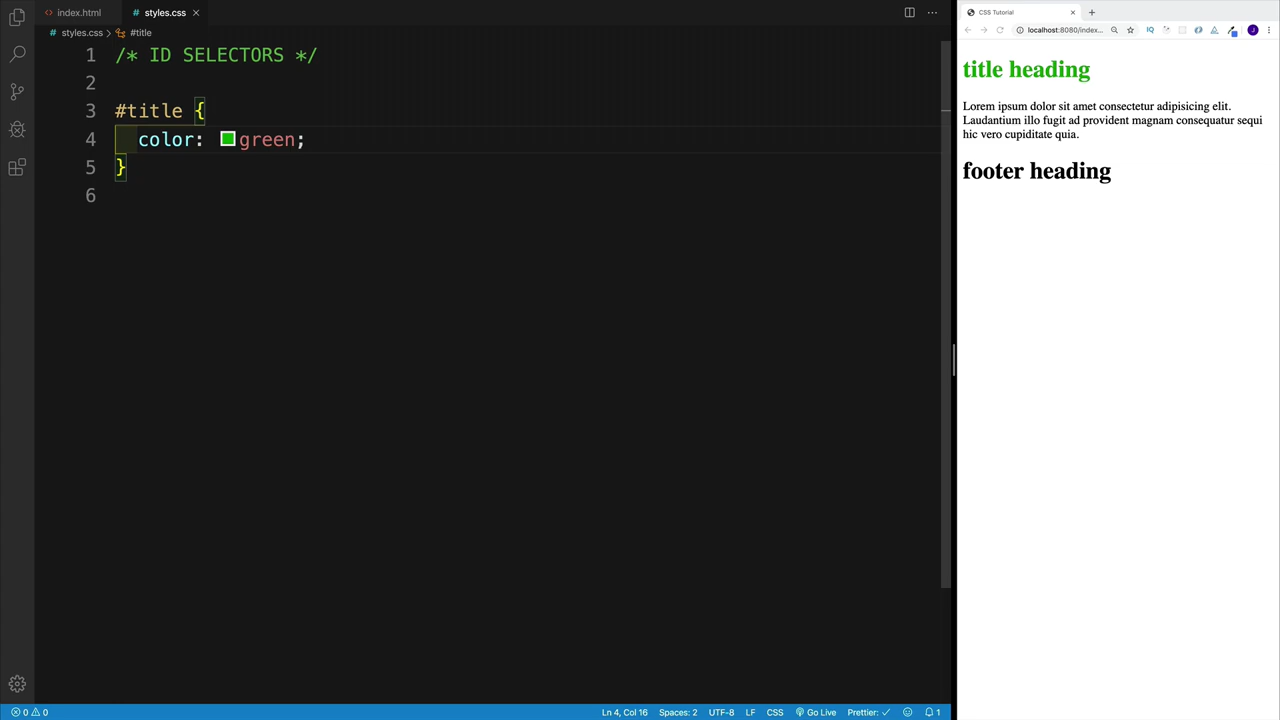 index.html
styles.css
styles.css > #title
1 /* ID SELECTORS */
2
3 #title {
4 color: green;
5 }
6
0 0
Ln 4, Col 16
Spaces: 2
UTF-8
LF
CSS
Go Live
Prettier: ✓
1
CSS Tutorial
localhost:8080/index...
IQ
J
title heading
Lorem ipsum dolor sit amet consectetur adipisicing elit.
Laudantium illo fugit ad provident magnam consequatur sequi
hic vero cupiditate quia.
footer heading